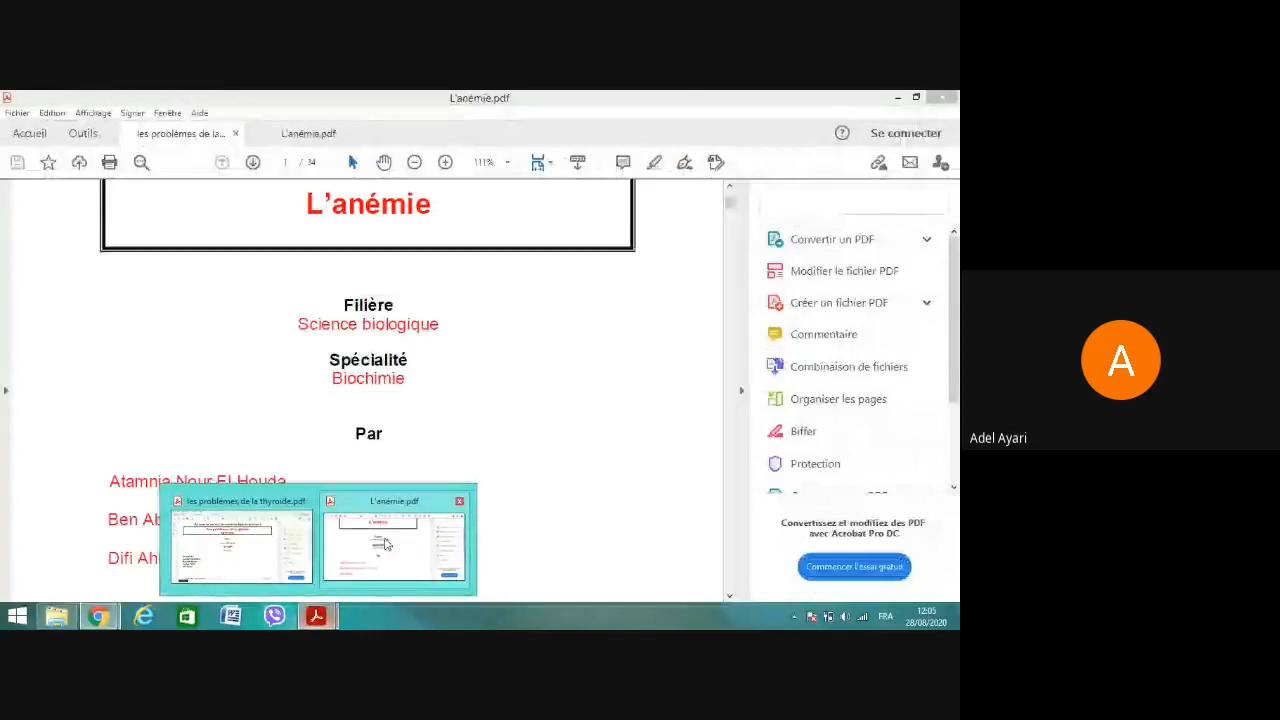 L'anémie.pdf
Fichier Edition Affichage Signer Fenêtre Aide
Accueil Outils les problèmes de la... × L'anémie.pdf Se connecter
1 / 34 111%
L'anémie
Filière
Science biologique
Spécialité
Biochimie
Par
Atamnia Nour El Houda
Ben Ab
Difi Ah
les problèmes de la thyroïde.pdf
L'anémie.pdf
L'anémie
Convertir un PDF
Modifier le fichier PDF
Créer un fichier PDF
Commentaire
Combinaison de fichiers
Organiser les pages
Biffer
Protection
Convertissez et modifiez des PDF
avec Acrobat Pro DC
Commencer l'essai gratuit
FRA
12:05
28/08/2020
A
Adel Ayari